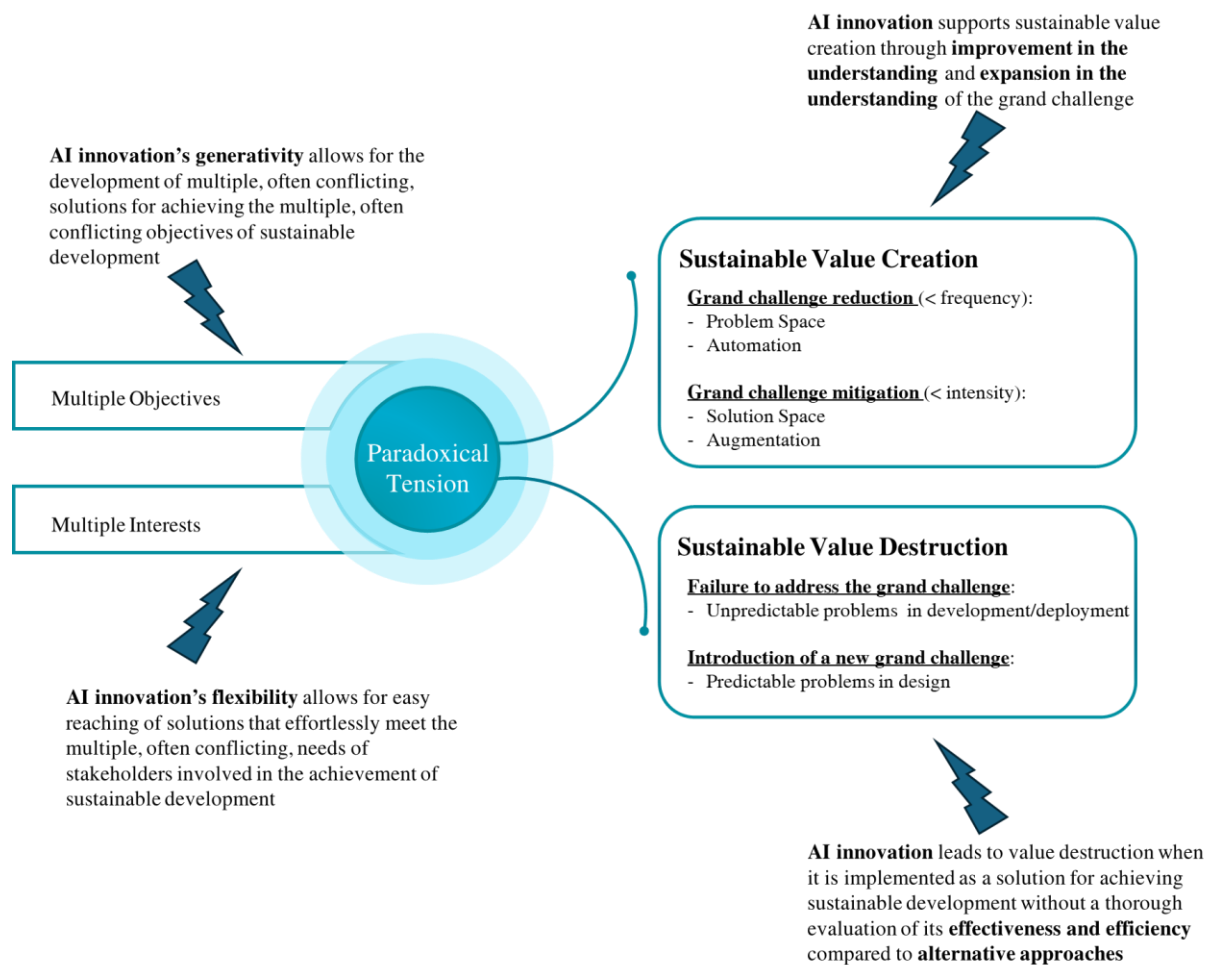 AI innovation supports sustainable value
creation through improvement in the
understanding and expansion in the
understanding of the grand challenge
AI innovation's generativity allows for the
development of multiple, often conflicting,
solutions for achieving the multiple, often
conflicting objectives of sustainable
development
Multiple Objectives
Multiple Interests
Paradoxical
Tension
Sustainable Value Creation
Grand challenge reduction (< frequency):
- Problem Space
- Automation
Grand challenge mitigation (< intensity):
- Solution Space
- Augmentation
Sustainable Value Destruction
Failure to address the grand challenge:
- Unpredictable problems in development/deployment
Introduction of a new grand challenge:
- Predictable problems in design
AI innovation's flexibility allows for easy
reaching of solutions that effortlessly meet the
multiple, often conflicting, needs of
stakeholders involved in the achievement of
sustainable development
AI innovation leads to value destruction when
it is implemented as a solution for achieving
sustainable development without a thorough
evaluation of its effectiveness and efficiency
compared to alternative approaches